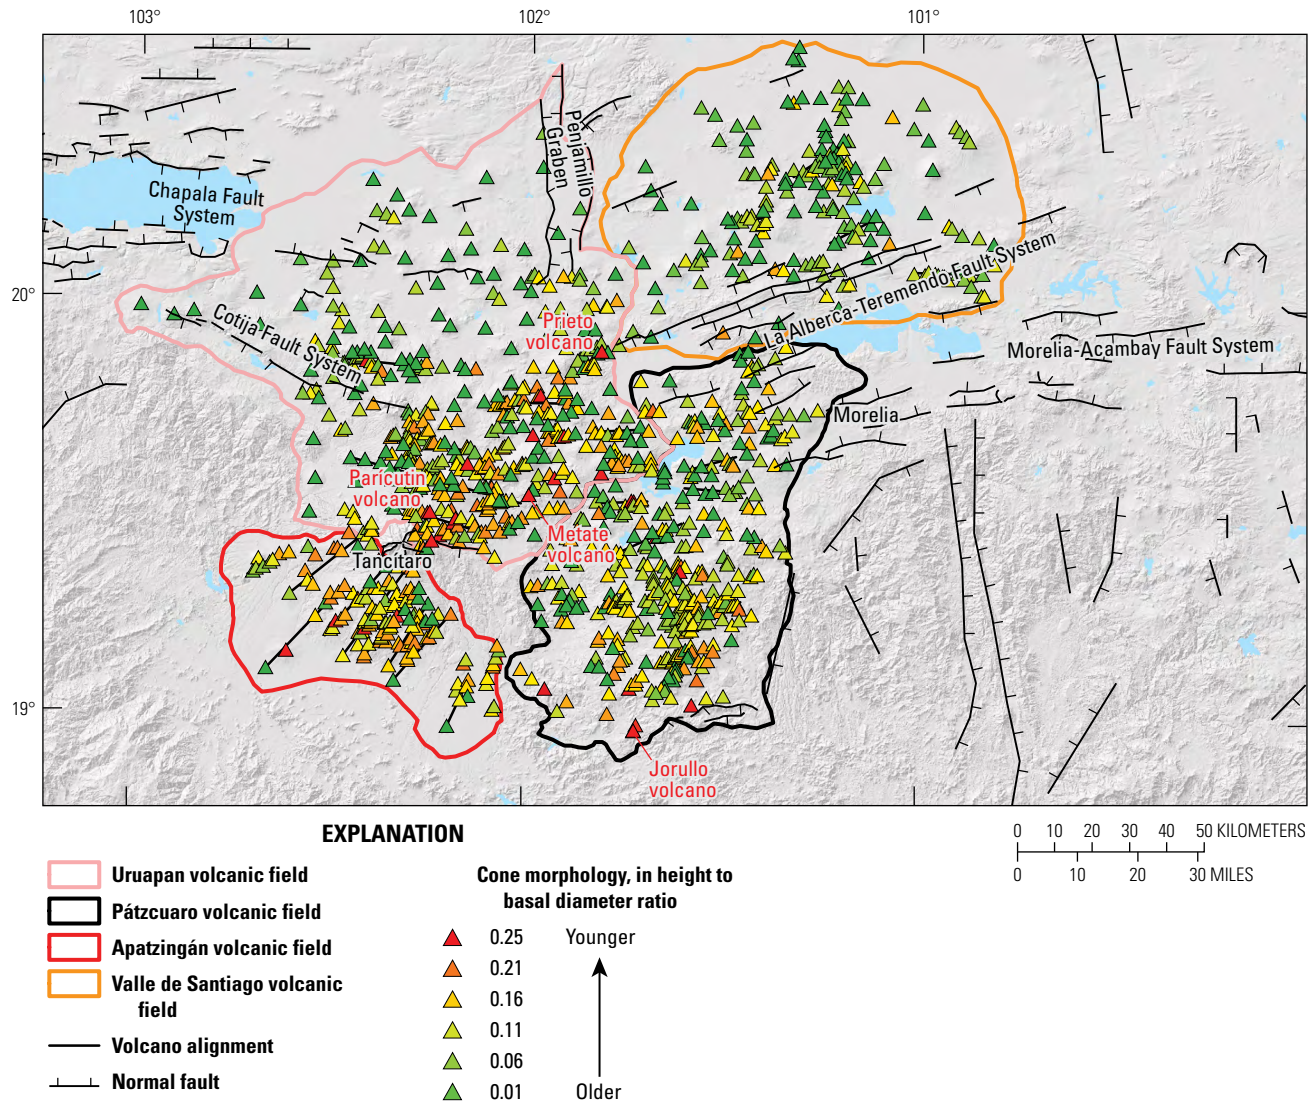 103°
102°
101°
Penjamillo
Graben
Chapala Fault
System
20°
Cotija Fault System
Prieto
volcano
La Alberca-Teremendo Fault System
Morelia-Acambay Fault System
Morelia
Parícutin
volcano
Metate
volcano
Tancítaro
19°
Jorullo
volcano
EXPLANATION
Uruapan volcanic field
Pátzcuaro volcanic field
Apatzingán volcanic field
Valle de Santiago volcanic
field
Volcano alignment
Normal fault
Cone morphology, in height to
basal diameter ratio
0.25 Younger
0.21
0.16
0.11
0.06
0.01 Older
0 10 20 30 40 50 KILOMETERS
0 10 20 30 MILES